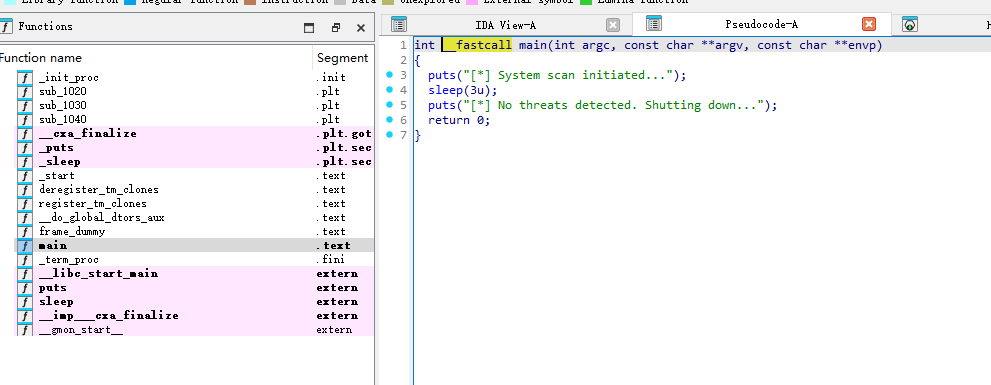 Library function Regular function Instruction Data Unexplored External symbol Lumina function
Functions
Function name Segment
_init_proc .init
sub_1020 .plt
sub_1030 .plt
sub_1040 .plt
__cxa_finalize .plt.got
_puts .plt.sec
_sleep .plt.sec
_start .text
deregister_tm_clones .text
register_tm_clones .text
__do_global_dtors_aux .text
frame_dummy .text
main .text
_term_proc .fini
__libc_start_main extern
puts extern
sleep extern
__imp___cxa_finalize extern
__gmon_start__ extern
IDA View-A Pseudocode-A H
1 int __fastcall main(int argc, const char **argv, const char **envp)
2 {
3 puts("[*] System scan initiated...");
4 sleep(3u);
5 puts("[*] No threats detected. Shutting down...");
6 return 0;
7 }